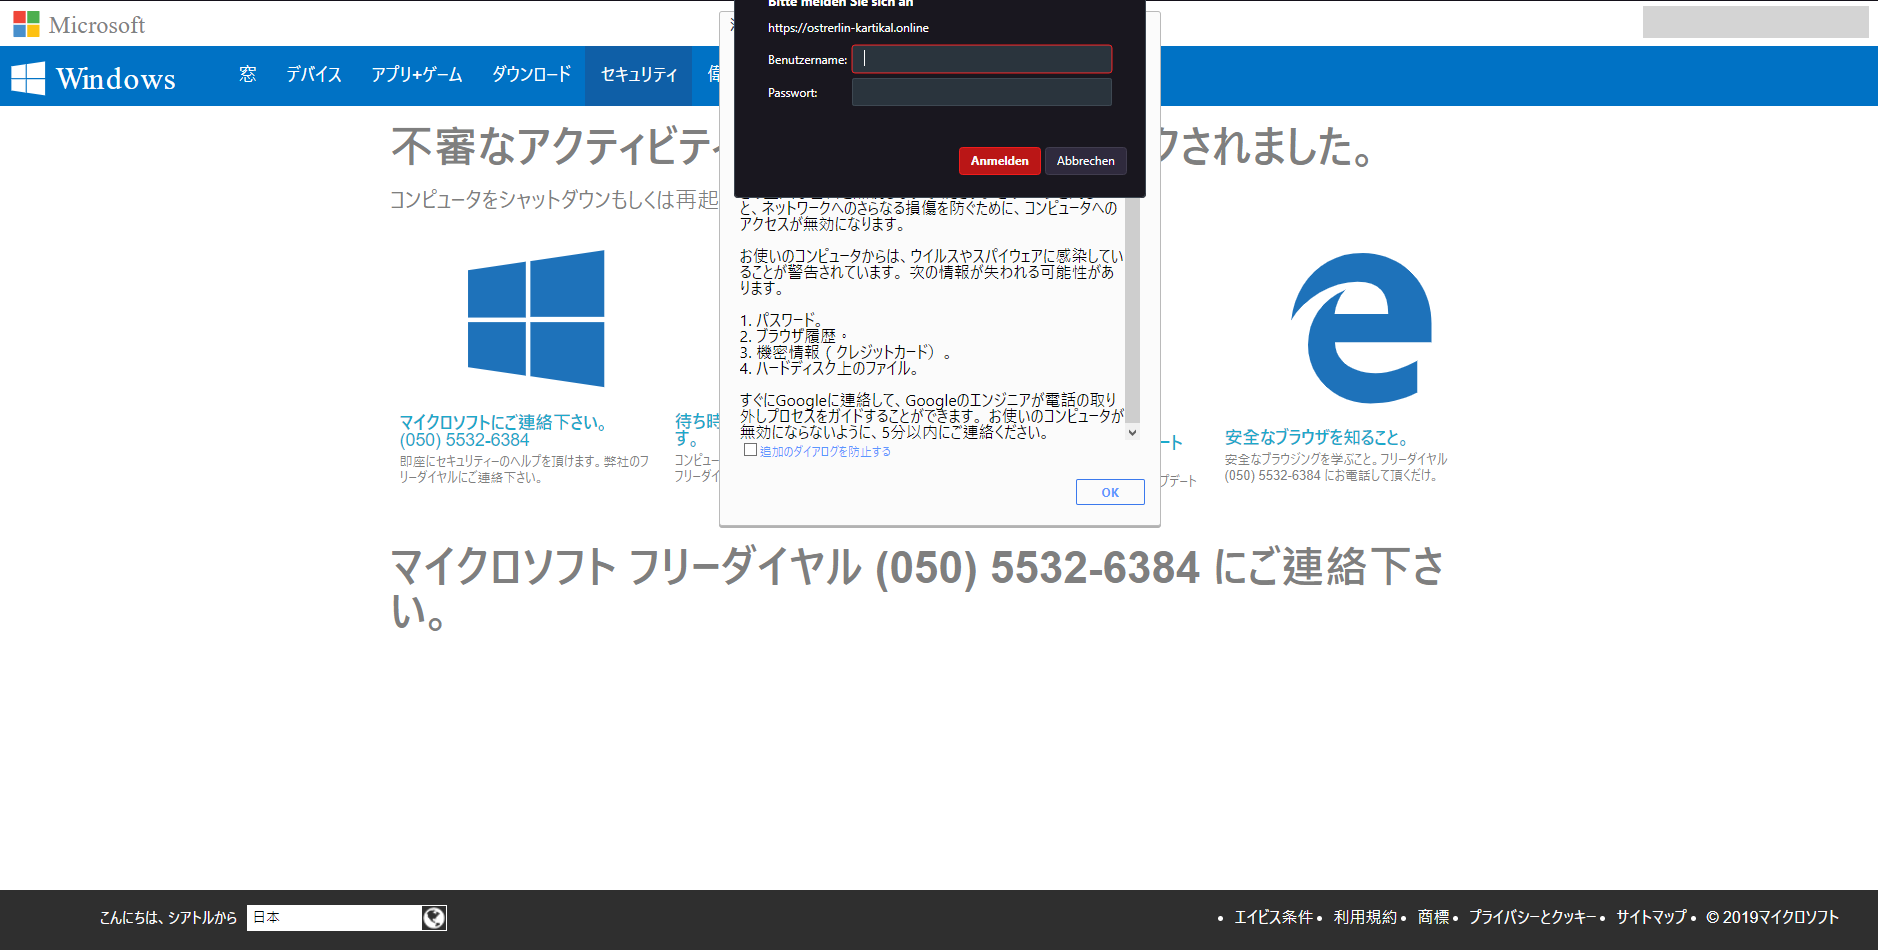 Microsoft
Windows
窓
デバイス
アプリ+ゲーム
ダウンロード
セキュリティ
Bitte melden Sie sich an
https://ostrerlin-kartikal.online
Benutzername:
Passwort:
Anmelden
Abbrechen
不審なアクティビティ
クされました。
コンピュータをシャットダウンもしくは再起
と、ネットワークへのさらなる損傷を防ぐために、コンピュータへの
アクセスが無効になります。
お使いのコンピュータからは、ウイルスやスパイウェアに感染してい
ることが警告されています。 次の情報が失われる可能性があ
ります。
1. パスワード。
2. ブラウザ履歴 。
3. 機密情報（ クレジットカード） 。
4. ハードディスク上のファイル。
すぐにGoogleに連絡して、Googleのエンジニアが電話の取り
外しプロセスをガイドすることができます。 お使いのコンピュータが
無効にならないように、5分以内にご連絡ください。
追加のダイアログを防止する
OK
マイクロソフトにご連絡下さい。
(050) 5532-6384
即座にセキュリティーのヘルプを頂けます。弊社のフ
リーダイヤルにご連絡下さい。
待ち時
す。
コンピュー
フリーダイ
ート
プデート
安全なブラウザを知ること。
安全なブラウジングを学ぶこと。フリーダイヤル
(050) 5532-6384 にお電話して頂くだけ。
マイクロソフト フリーダイヤル (050) 5532-6384 にご連絡下さ
い。
こんにちは、シアトルから
日本
• エイビス条件 • 利用規約 • 商標 • プライバシーとクッキー • サイトマップ • © 2019マイクロソフト